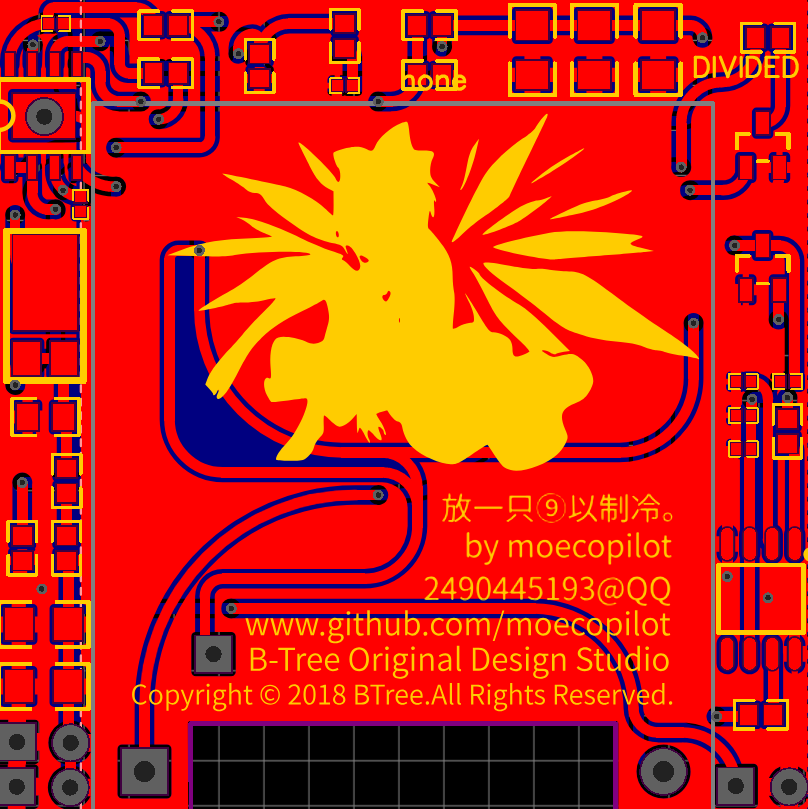 none
DIVIDED
放一只⑨以制冷。
by moecopilot
2490445193@QQ
www.github.com/moecopilot
B-Tree Original Design Studio
Copyright © 2018 BTree.All Rights Reserved.